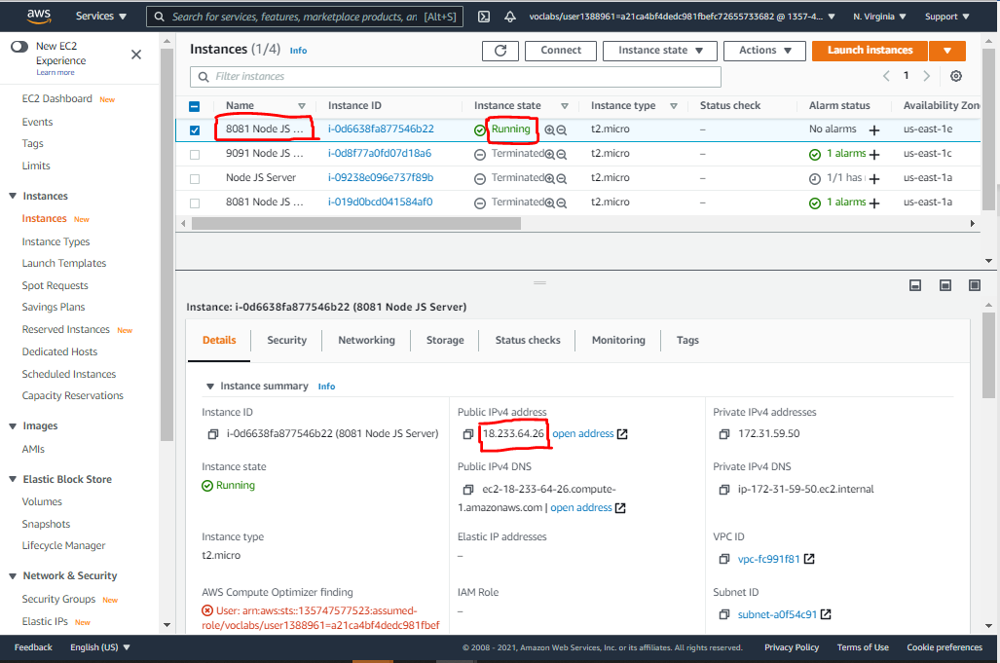 aws Services ▼ Search for services, features, marketplace products, an [Alt+S] voclabs/user1388961=a21ca4bf4dedc981fbefc72655733682 @ 1357-4... ▼ N. Virginia ▼ Support ▼
New EC2
Experience
Learn more
EC2 Dashboard New
Events
Tags
Limits
Instances
Instances New
Instance Types
Launch Templates
Spot Requests
Savings Plans
Reserved Instances New
Dedicated Hosts
Scheduled Instances
Capacity Reservations
Images
AMIs
Elastic Block Store
Volumes
Snapshots
Lifecycle Manager
Network & Security
Security Groups New
Elastic IPs New
Instances (1/4) Info Connect Instance state ▼ Actions ▼ Launch instances ▼
Filter instances < 1 >
Name Instance ID Instance state Instance type Status check Alarm status Availability Zon
8081 Node JS ... i-0d6638fa877546b22 Running t2.micro – No alarms + us-east-1e
9091 Node JS ... i-0d8f77a0fd07d18a6 Terminated t2.micro – 1 alarms + us-east-1c
Node JS Server i-09238e096e737f89b Terminated t2.micro – 1/1 has + us-east-1a
8081 Node JS ... i-019d0bcd041584af0 Terminated t2.micro – 1 alarms + us-east-1a
Instance: i-0d6638fa877546b22 (8081 Node JS Server)
Details Security Networking Storage Status checks Monitoring Tags
▼ Instance summary Info
Instance ID
i-0d6638fa877546b22 (8081 Node JS Server)
Public IPv4 address
18.233.64.26 open address
Private IPv4 addresses
172.31.59.50
Instance state
Running
Public IPv4 DNS
ec2-18-233-64-26.compute-
1.amazonaws.com | open address
Private IPv4 DNS
ip-172-31-59-50.ec2.internal
Instance type
t2.micro
Elastic IP addresses
–
VPC ID
vpc-fc991f81
AWS Compute Optimizer finding
User: arn:aws:sts::135747577523:assumed-
role/voclabs/user1388961=a21ca4bf4dedc981fbef
IAM Role
–
Subnet ID
subnet-a0f54c91
Feedback English (US) ▼ © 2008 - 2021, Amazon Web Services, Inc. or its affiliates. All rights reserved. Privacy Policy Terms of Use Cookie preferences